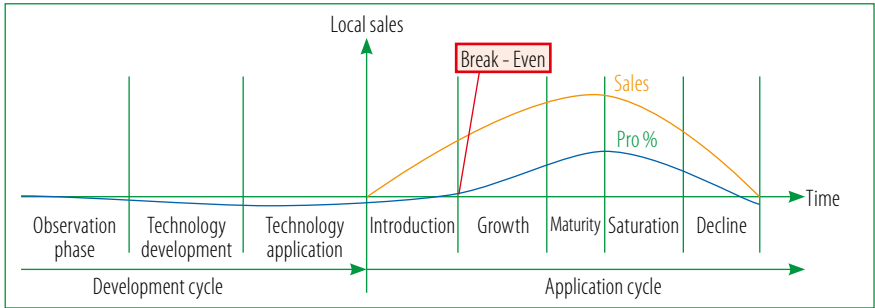 Local sales
Break - Even
Sales
Pro %
Time
Observation
phase
Technology
development
Technology
application
Introduction
Growth
Maturity
Saturation
Decline
Development cycle
Application cycle